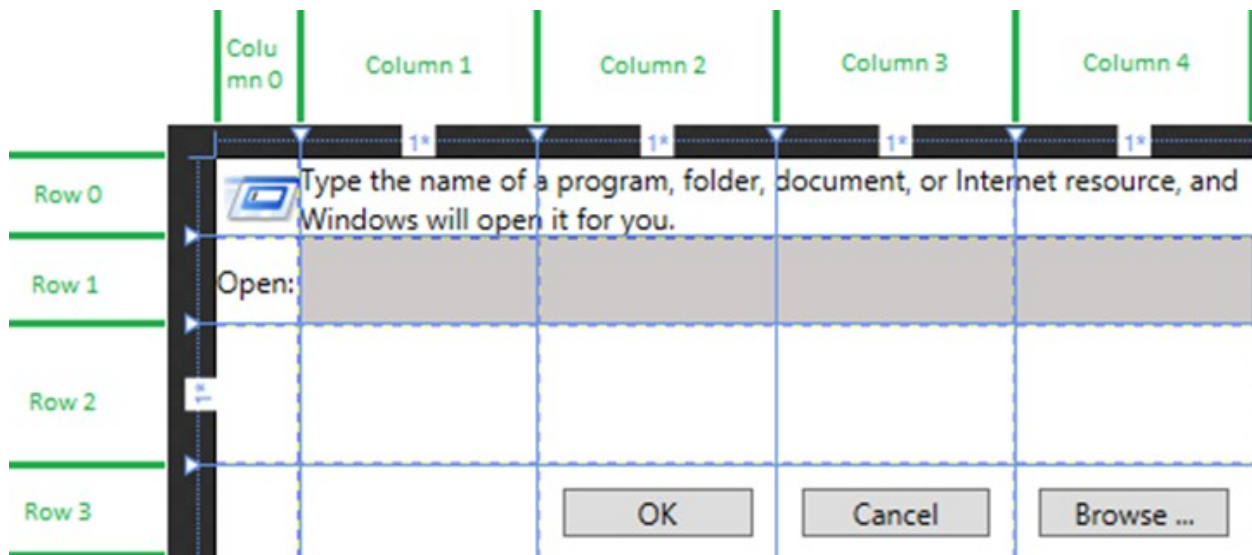 Colu
mn 0
Column 1
Column 2
Column 3
Column 4
1*
1*
1*
1*
Row 0
Type the name of a program, folder, document, or Internet resource, and
Windows will open it for you.
Row 1
Open:
Row 2
1*
Row 3
OK
Cancel
Browse ...